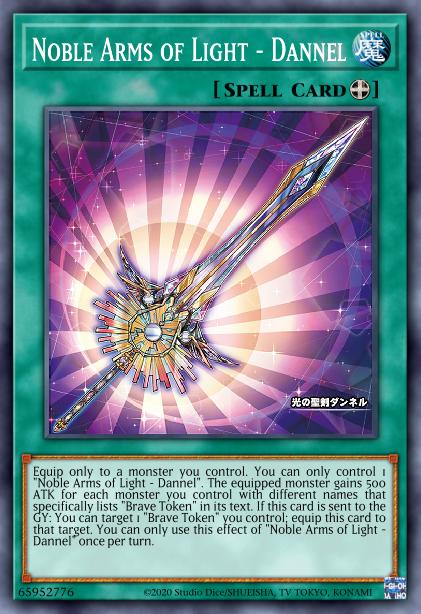 NOBLE ARMS OF LIGHT - DANNEL
SPELL
魔
[SPELL CARD]
光の聖剣ダンネル
Equip only to a monster you control. You can only control 1
"Noble Arms of Light - Dannel". The equipped monster gains 500
ATK for each monster you control with different names that
specifically lists "Brave Token" in its text. If this card is sent to the
GY: You can target 1 "Brave Token" you control; equip this card to
that target. You can only use this effect of "Noble Arms of Light -
Dannel" once per turn.
65952776
©2020 Studio Dice/SHUEISHA, TV TOKYO, KONAMI